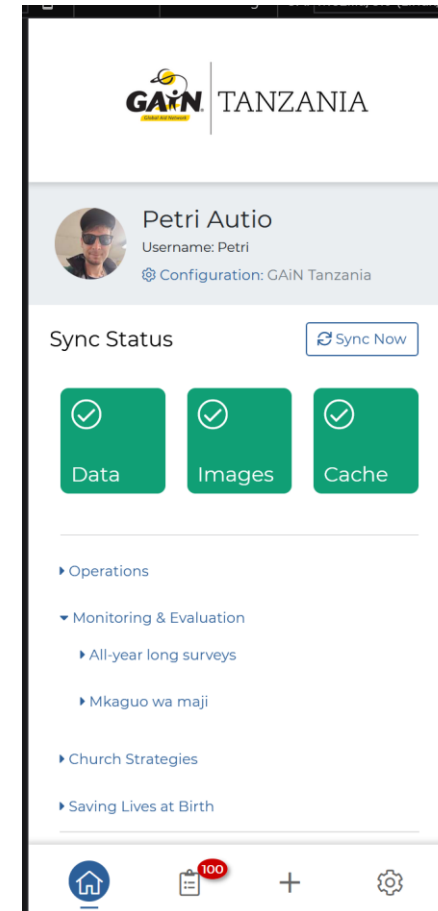 GAiN. TANZANIA
Global Aid Network
Petri Autio
Username: Petri
Configuration: GAiN Tanzania
Sync Status
Sync Now
Data
Images
Cache
Operations
Monitoring & Evaluation
All-year long surveys
Mkaguo wa maji
Church Strategies
Saving Lives at Birth
100